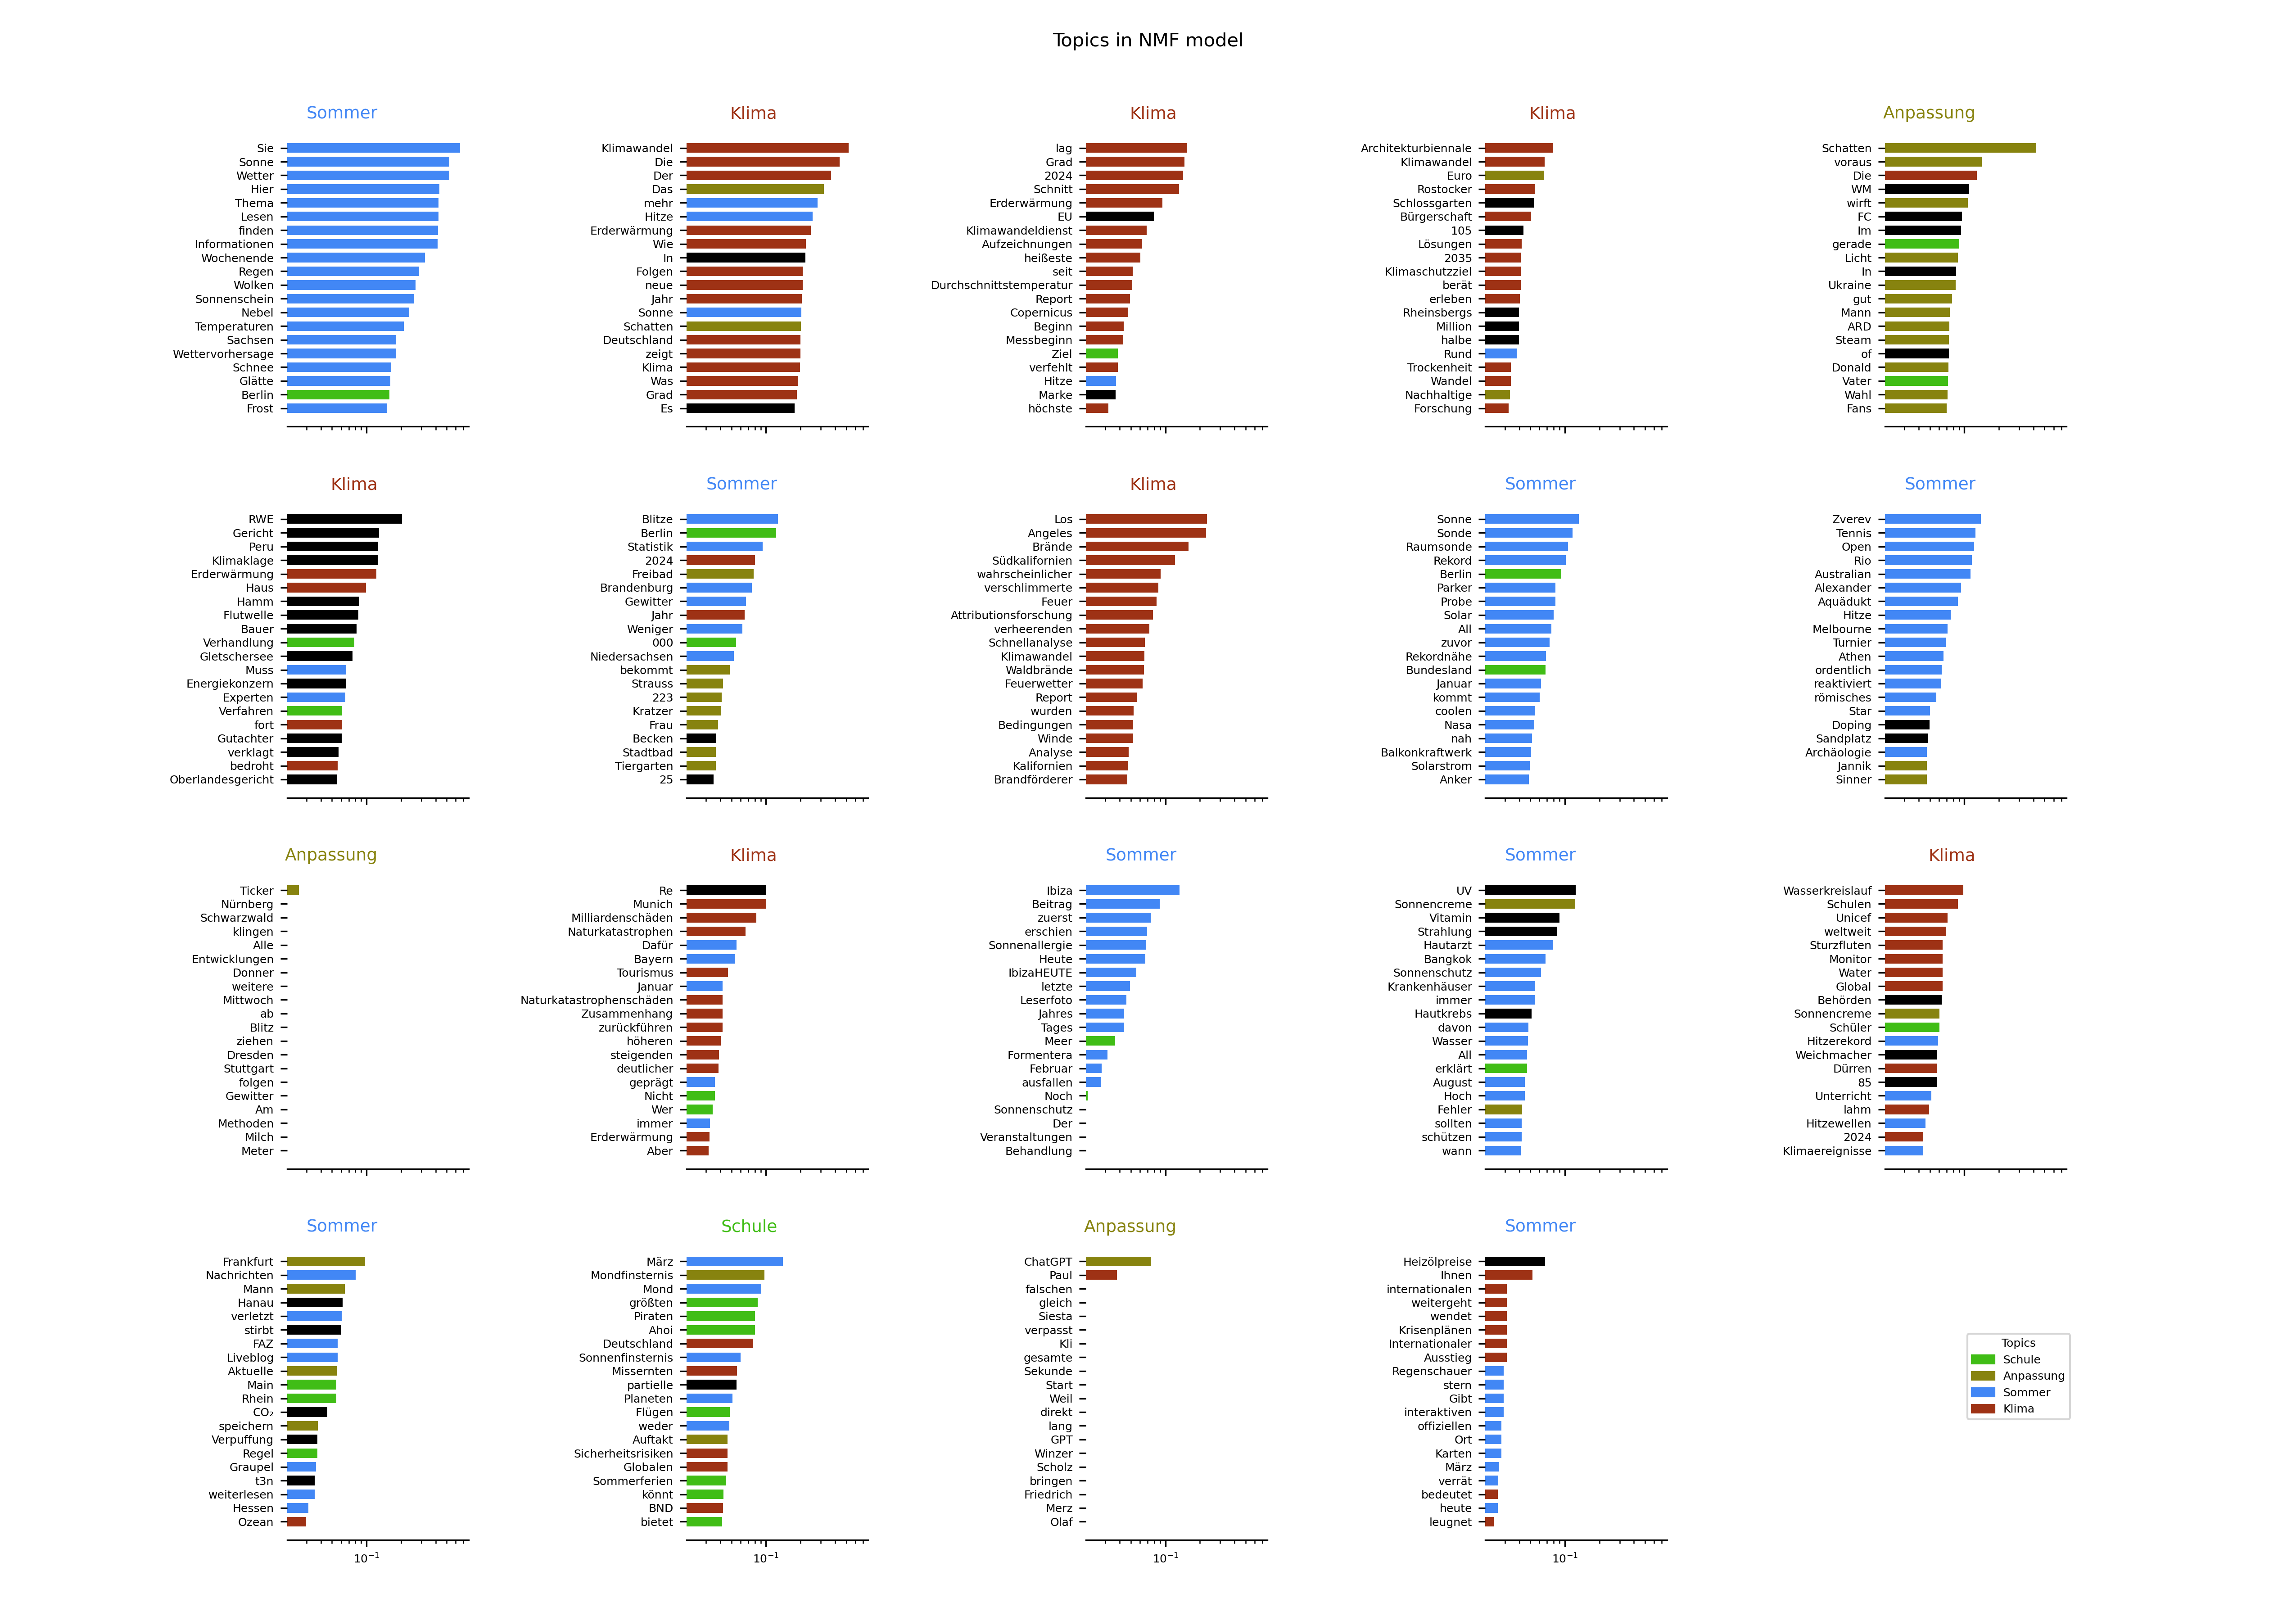 Topics in NMF model
Sommer
Sie
Sonne
Wetter
Hier
Thema
Lesen
finden
Informationen
Wochenende
Regen
Wolken
Sonnenschein
Nebel
Temperaturen
Sachsen
Wettervorhersage
Schnee
Glätte
Berlin
Frost
Klima
Klimawandel
Die
Der
Das
mehr
Hitze
Erderwärmung
Wie
In
Folgen
neue
Jahr
Sonne
Schatten
Deutschland
zeigt
Klima
Was
Grad
Es
Klima
lag
Grad
2024
Schnitt
Erderwärmung
EU
Klimawandeldienst
Aufzeichnungen
heißeste
seit
Durchschnittstemperatur
Report
Copernicus
Beginn
Messbeginn
Ziel
verfehlt
Hitze
Marke
höchste
Klima
Architekturbiennale
Klimawandel
Euro
Rostocker
Schlossgarten
Bürgerschaft
105
Lösungen
2035
Klimaschutzziel
berät
erleben
Rheinsbergs
Million
halbe
Rund
Trockenheit
Wandel
Nachhaltige
Forschung
Anpassung
Schatten
voraus
Die
WM
wirft
FC
Im
gerade
Licht
In
Ukraine
gut
Mann
ARD
Steam
of
Donald
Vater
Wahl
Fans
Klima
RWE
Gericht
Peru
Klimaklage
Erderwärmung
Haus
Hamm
Flutwelle
Bauer
Verhandlung
Gletschersee
Muss
Energiekonzern
Experten
Verfahren
fort
Gutachter
verklagt
bedroht
Oberlandesgericht
Sommer
Blitze
Berlin
Statistik
2024
Freibad
Brandenburg
Gewitter
Jahr
Weniger
000
Niedersachsen
bekommt
Strauss
223
Kratzer
Frau
Becken
Stadtbad
Tiergarten
25
Klima
Los
Angeles
Brände
Südkalifornien
wahrscheinlicher
verschlimmerte
Feuer
Attributionsforschung
verheerenden
Schnellanalyse
Klimawandel
Waldbrände
Feuerwetter
Report
wurden
Bedingungen
Winde
Analyse
Kalifornien
Brandförderer
Sommer
Sonne
Sonde
Raumsonde
Rekord
Berlin
Parker
Probe
Solar
All
zuvor
Rekordnähe
Bundesland
Januar
kommt
coolen
Nasa
nah
Balkonkraftwerk
Solarstrom
Anker
Sommer
Zverev
Tennis
Open
Rio
Australian
Alexander
Aquädukt
Hitze
Melbourne
Turnier
Athen
ordentlich
reaktiviert
römisches
Star
Doping
Sandplatz
Archäologie
Jannik
Sinner
Anpassung
Ticker
Nürnberg
Schwarzwald
klingen
Alle
Entwicklungen
Donner
weitere
Mittwoch
ab
Blitz
ziehen
Dresden
Stuttgart
folgen
Gewitter
Am
Methoden
Milch
Meter
Klima
Re
Munich
Milliardenschäden
Naturkatastrophen
Dafür
Bayern
Tourismus
Januar
Naturkatastrophenschäden
Zusammenhang
zurückführen
höheren
steigenden
deutlicher
geprägt
Nicht
Wer
immer
Erderwärmung
Aber
Sommer
Ibiza
Beitrag
zuerst
erschien
Sonnenallergie
Heute
IbizaHEUTE
letzte
Leserfoto
Jahres
Tages
Meer
Formentera
Februar
ausfallen
Noch
Sonnenschutz
Der
Veranstaltungen
Behandlung
Sommer
UV
Sonnencreme
Vitamin
Strahlung
Hautarzt
Bangkok
Sonnenschutz
Krankenhäuser
immer
Hautkrebs
davon
Wasser
All
erklärt
August
Hoch
Fehler
sollten
schützen
wann
Klima
Wasserkreislauf
Schulen
Unicef
weltweit
Sturzfluten
Monitor
Water
Global
Behörden
Sonnencreme
Schüler
Hitzerekord
Weichmacher
Dürren
85
Unterricht
lahm
Hitzewellen
2024
Klimaereignisse
Sommer
Frankfurt
Nachrichten
Mann
Hanau
verletzt
stirbt
FAZ
Liveblog
Aktuelle
Main
Rhein
CO₂
speichern
Verpuffung
Regel
Graupel
t3n
weiterlesen
Hessen
Ozean
10⁻¹
Schule
März
Mondfinsternis
Mond
größten
Piraten
Ahoi
Deutschland
Sonnenfinsternis
Missernten
partielle
Planeten
Flügen
weder
Auftakt
Sicherheitsrisiken
Globalen
Sommerferien
könnt
BND
bietet
10⁻¹
Anpassung
ChatGPT
Paul
falschen
gleich
Siesta
verpasst
Kli
gesamte
Sekunde
Start
Weil
direkt
lang
GPT
Winzer
Scholz
bringen
Friedrich
Merz
Olaf
10⁻¹
Sommer
Heizölpreise
Ihnen
internationalen
weitergeht
wendet
Krisenplänen
Internationaler
Ausstieg
Regenschauer
stern
Gibt
interaktiven
offiziellen
Ort
Karten
März
verrät
bedeutet
heute
leugnet
10⁻¹
Topics
Schule
Anpassung
Sommer
Klima